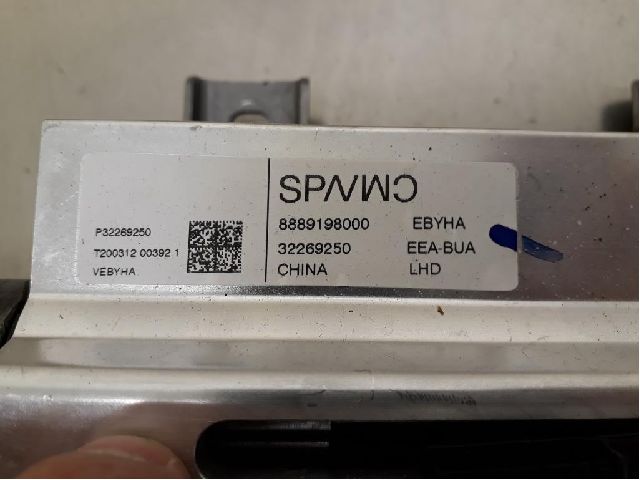 P32269250
T200312 00392 1
VEBYHA
SPA/CMA
8889198000 EBYHA
32269250 EEA-BUA
CHINA LHD